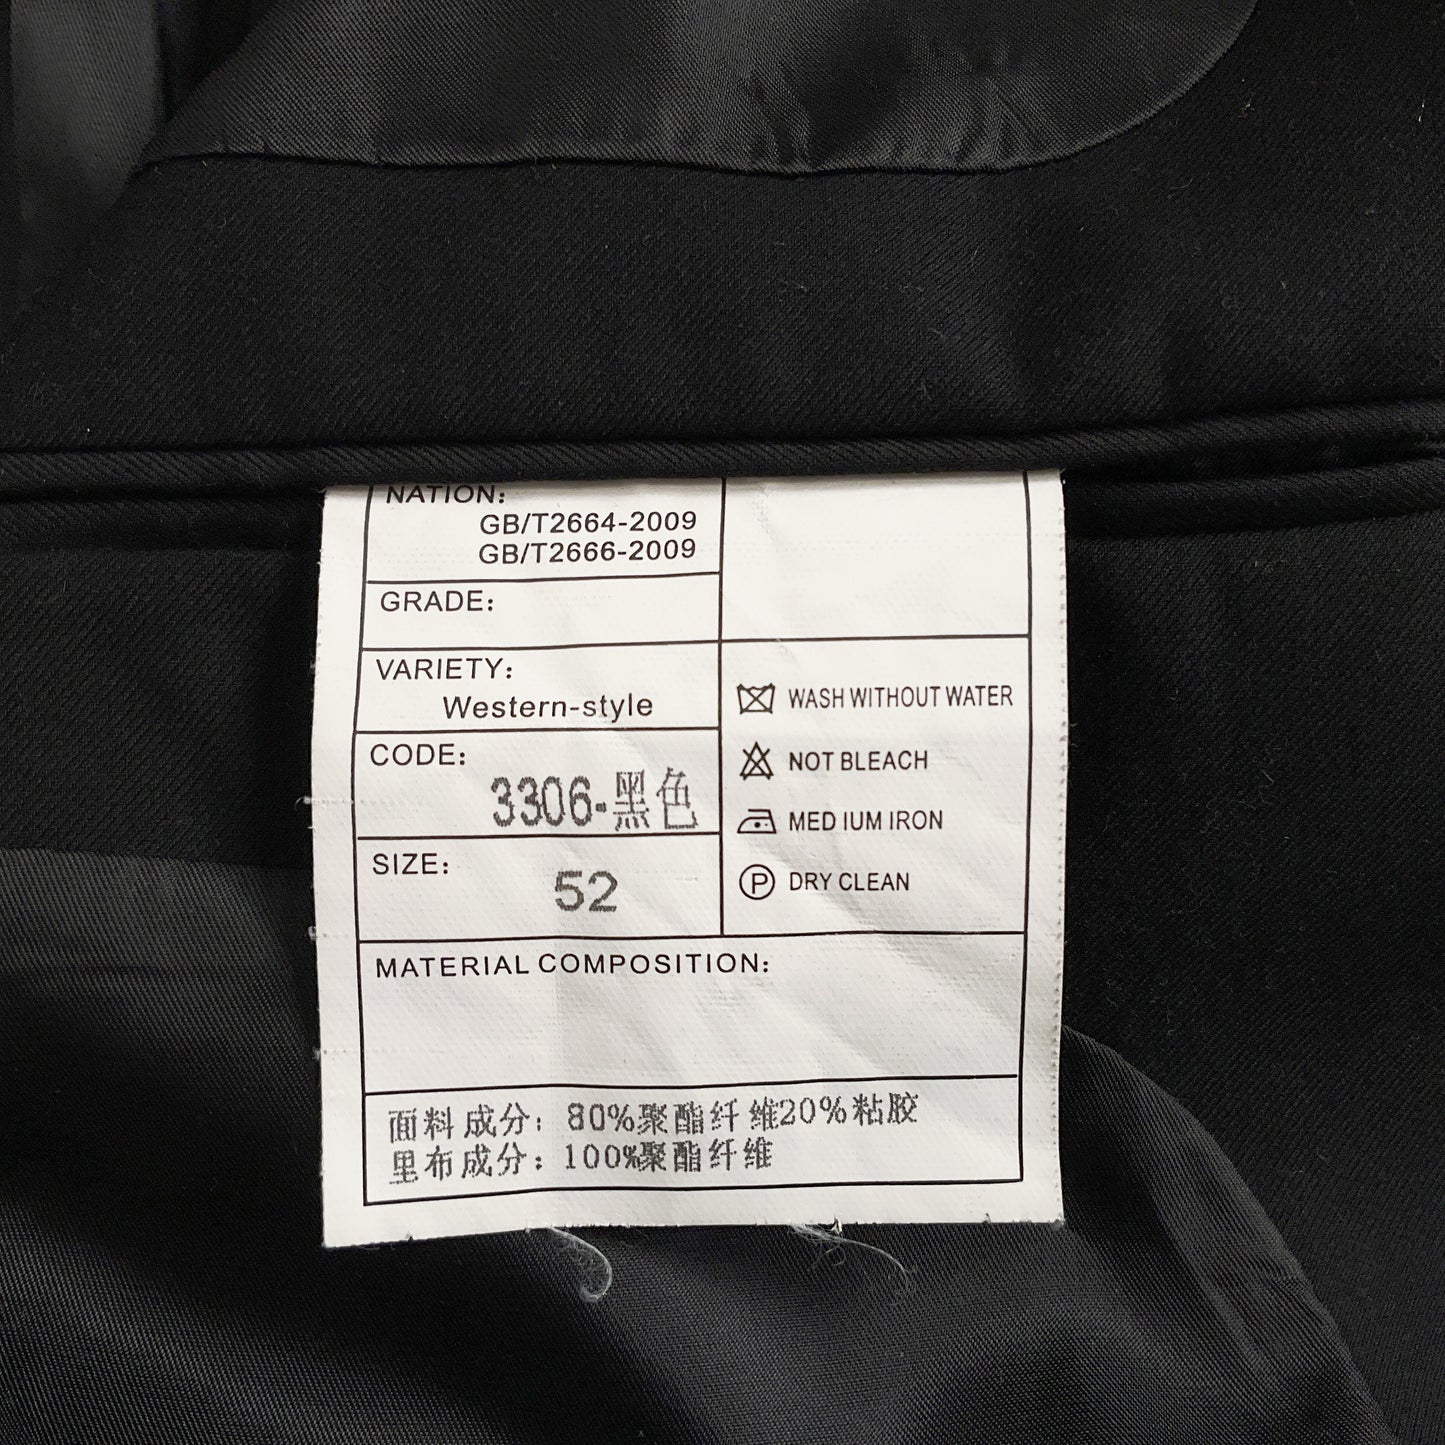 NATION:
GB/T2664-2009
GB/T2666-2009
GRADE:
VARIETY:
Western-style
CODE:
3306-黑色
SIZE:
52
WASH WITHOUT WATER
NOT BLEACH
MED IUM IRON
P DRY CLEAN
MATERIAL COMPOSITION:
面料成分: 80%聚酯纤维20%粘胶
里布成分: 100%聚酯纤维